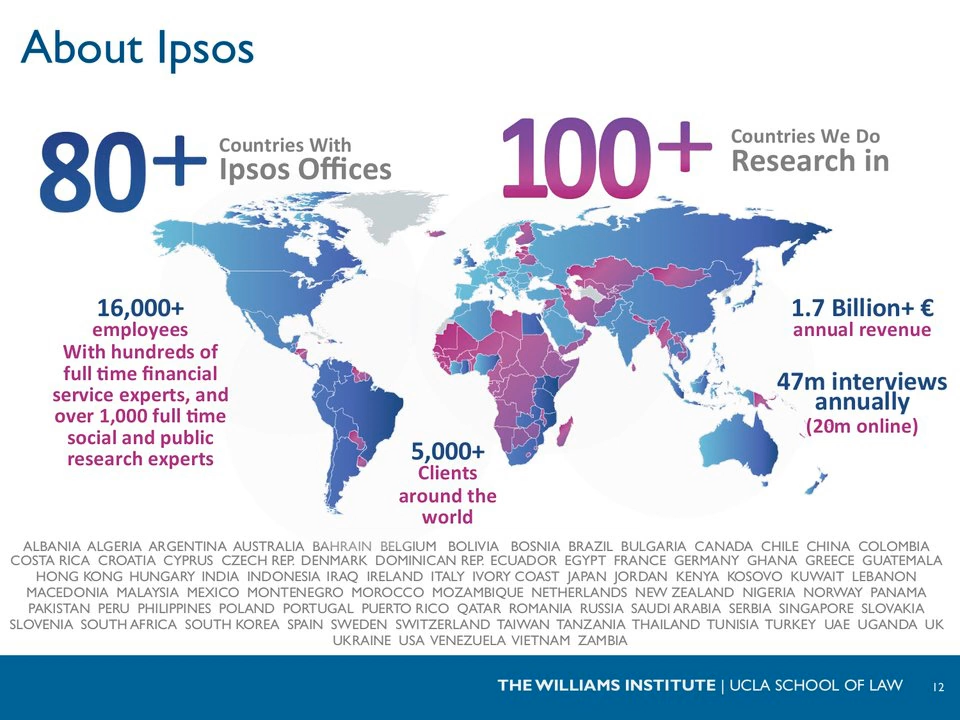 About Ipsos
80+
Countries With
Ipsos Offices
100+
Countries We Do
Research in
16,000+
employees
With hundreds of
full time financial
service experts, and
over 1,000 full time
social and public
research experts
1.7 Billion+ €
annual revenue
47m interviews
annually
(20m online)
5,000+
Clients
around the
world
ALBANIA ALGERIA ARGENTINA AUSTRALIA BAHRAIN BELGIUM BOLIVIA BOSNIA BRAZIL BULGARIA CANADA CHILE CHINA COLOMBIA
COSTA RICA CROATIA CYPRUS CZECH REP. DENMARK DOMINICAN REP. ECUADOR EGYPT FRANCE GERMANY GHANA GREECE GUATEMALA
HONG KONG HUNGARY INDIA INDONESIA IRAQ IRELAND ITALY IVORY COAST JAPAN JORDAN KENYA KOSOVO KUWAIT LEBANON
MACEDONIA MALAYSIA MEXICO MONTENEGRO MOROCCO MOZAMBIQUE NETHERLANDS NEW ZEALAND NIGERIA NORWAY PANAMA
PAKISTAN PERU PHILIPPINES POLAND PORTUGAL PUERTO RICO QATAR ROMANIA RUSSIA SAUDI ARABIA SERBIA SINGAPORE SLOVAKIA
SLOVENIA SOUTH AFRICA SOUTH KOREA SPAIN SWEDEN SWITZERLAND TAIWAN TANZANIA THAILAND TUNISIA TURKEY UAE UGANDA UK
UKRAINE USA VENEZUELA VIETNAM ZAMBIA
THE WILLIAMS INSTITUTE | UCLA SCHOOL OF LAW
12